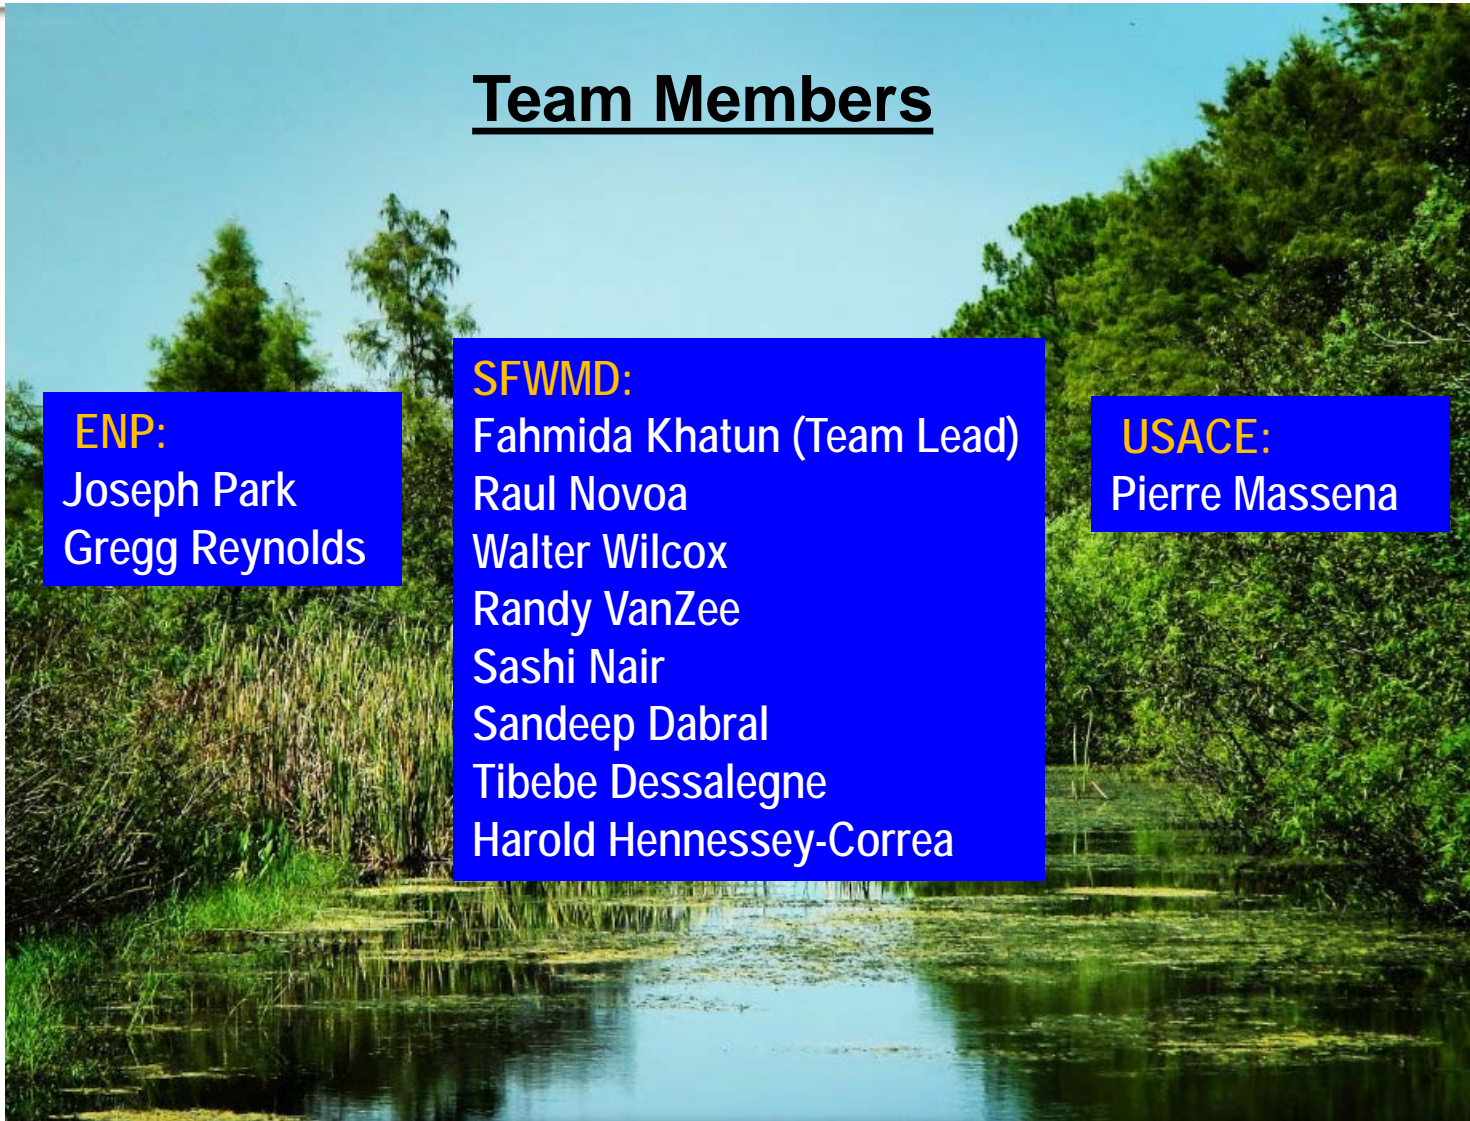 Team Members
ENP:
Joseph Park
Gregg Reynolds
SFWMD:
Fahmida Khatun (Team Lead)
Raul Novoa
Walter Wilcox
Randy VanZee
Sashi Nair
Sandeep Dabral
Tibebe Dessalegne
Harold Hennessey-Correa
USACE:
Pierre Massena